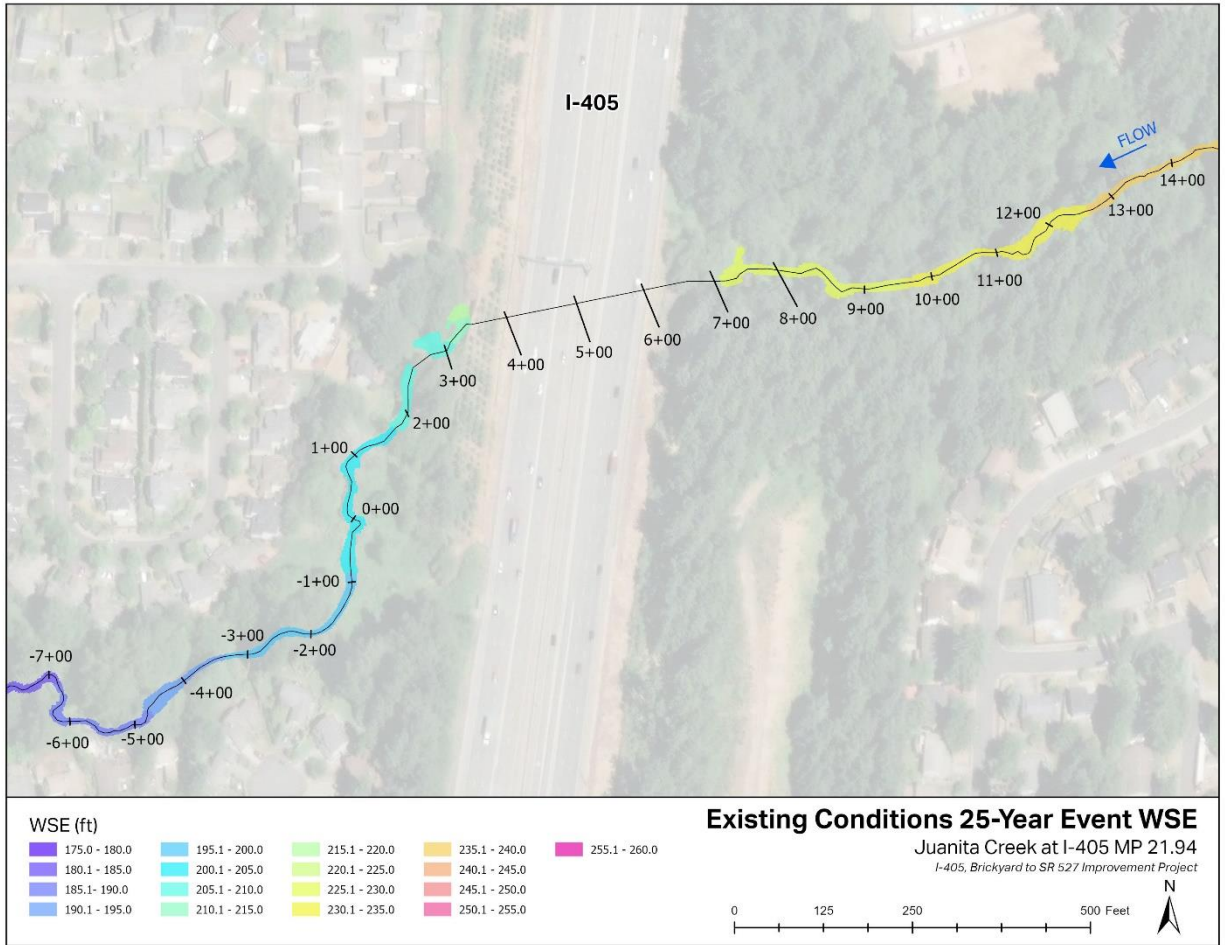 I-405
FLOW
14+00
13+00
12+00
11+00
10+00
9+00
8+00
7+00
6+00
5+00
4+00
3+00
2+00
1+00
0+00
-1+00
-2+00
-3+00
-4+00
-5+00
-6+00
-7+00
WSE (ft)
175.0 - 180.0
180.1 - 185.0
185.1- 190.0
190.1 - 195.0
195.1 - 200.0
200.1 - 205.0
205.1 - 210.0
210.1 - 215.0
215.1 - 220.0
220.1 - 225.0
225.1 - 230.0
230.1 - 235.0
235.1 - 240.0
240.1 - 245.0
245.1 - 250.0
250.1 - 255.0
255.1 - 260.0
Existing Conditions 25-Year Event WSE
Juanita Creek at I-405 MP 21.94
I-405, Brickyard to SR 527 Improvement Project
N
0 125 250 500 Feet